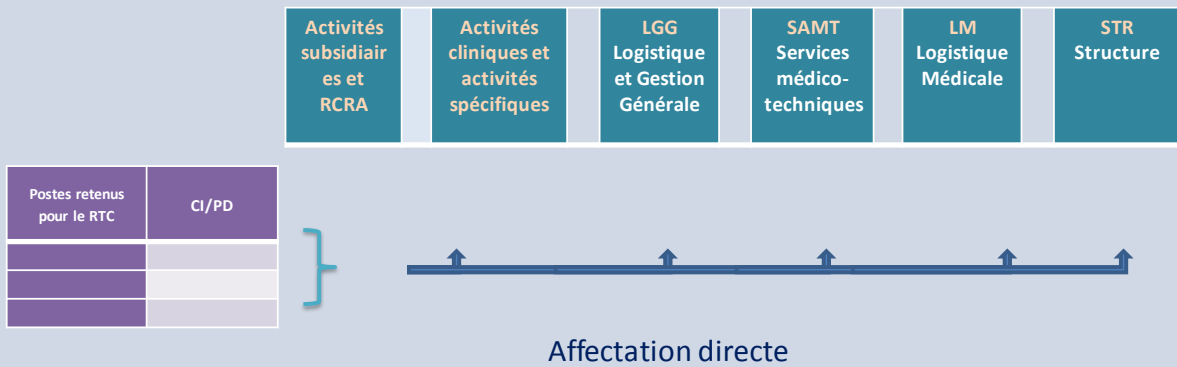 Activités
subsidiair
es et
RCRA
Activités
cliniques et
activités
spécifiques
LGG
Logistique
et Gestion
Générale
SAMT
Services
médico-
techniques
LM
Logistique
Médicale
STR
Structure
Postes retenus
pour le RTC
CI/PD
Affectation directe